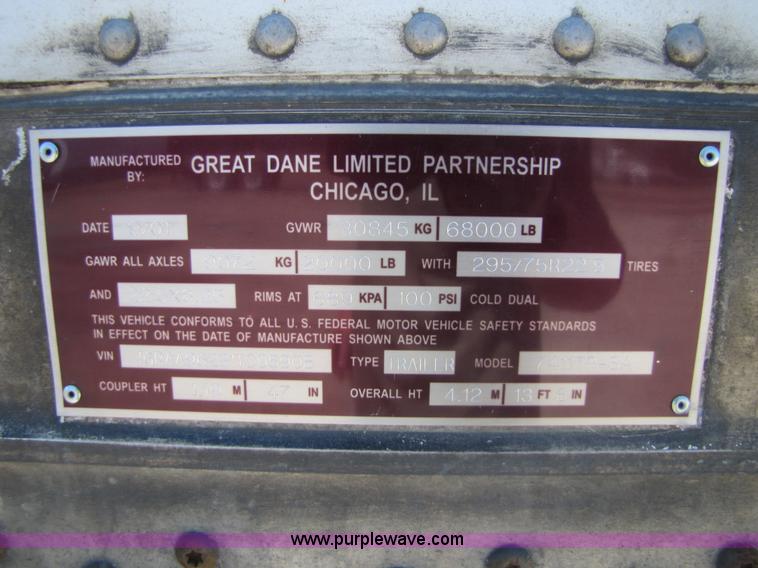 MANUFACTURED BY: GREAT DANE LIMITED PARTNERSHIP
CHICAGO, IL
DATE GVWR 30845 KG 68000 LB
GAWR ALL AXLES KG LB WITH 295/75R22.5 TIRES
AND RIMS AT KPA 100 PSI COLD DUAL
THIS VEHICLE CONFORMS TO ALL U.S. FEDERAL MOTOR VEHICLE SAFETY STANDARDS
IN EFFECT ON THE DATE OF MANUFACTURE SHOWN ABOVE
VIN TYPE TRAILER MODEL
COUPLER HT M 47 IN OVERALL HT 4.12 M 13 FT 6 IN
www.purplewave.com